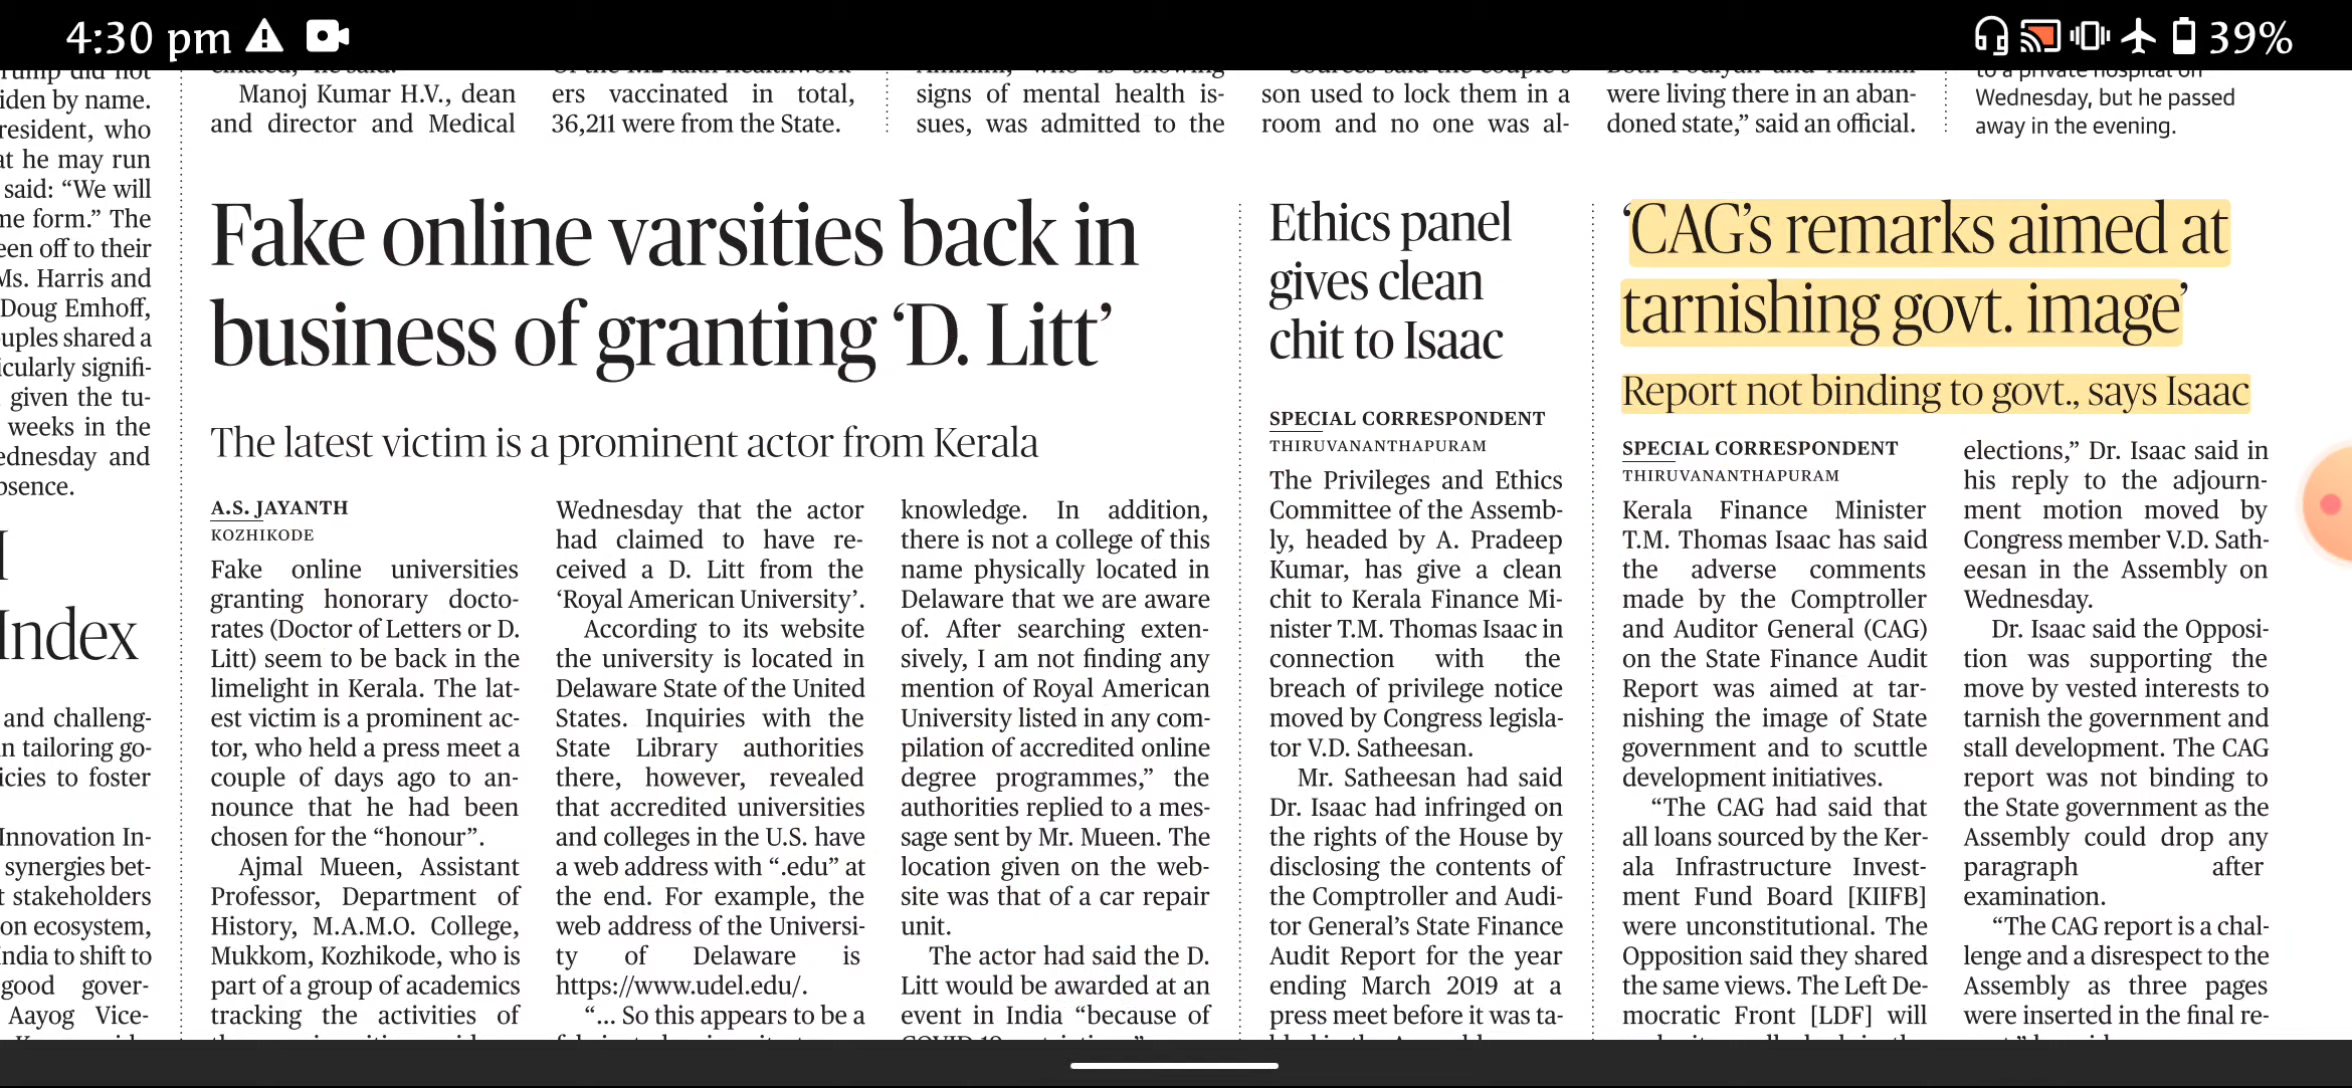 4:30 pm
39%
iden by name.
resident, who
at he may run
said: “We will
me form.” The
een off to their
Ms. Harris and
Doug Emhoff,
uples shared a
icularly signifi-
given the tu-
weeks in the
ednesday and
bsence.
Index
and challeng-
n tailoring go-
icies to foster
Innovation In-
synergies bet-
t stakeholders
on ecosystem,
ndia to shift to
good gover-
Aayog Vice-
Manoj Kumar H.V., dean
and director and Medical
ers vaccinated in total,
36,211 were from the State.
signs of mental health is-
sues, was admitted to the
son used to lock them in a
room and no one was al-
were living there in an aban-
doned state,” said an official.
to a private hospital on
Wednesday, but he passed
away in the evening.
Fake online varsities back in
business of granting ‘D. Litt’
The latest victim is a prominent actor from Kerala
A.S. JAYANTH
KOZHIKODE
Fake online universities
granting honorary docto-
rates (Doctor of Letters or D.
Litt) seem to be back in the
limelight in Kerala. The lat-
est victim is a prominent ac-
tor, who held a press meet a
couple of days ago to an-
nounce that he had been
chosen for the “honour”.
Ajmal Mueen, Assistant
Professor, Department of
History, M.A.M.O. College,
Mukkom, Kozhikode, who is
part of a group of academics
tracking the activities of
Wednesday that the actor
had claimed to have re-
ceived a D. Litt from the
‘Royal American University’.
According to its website
the university is located in
Delaware State of the United
States. Inquiries with the
State Library authorities
there, however, revealed
that accredited universities
and colleges in the U.S. have
a web address with “.edu” at
the end. For example, the
web address of the Universi-
ty of Delaware is
https://www.udel.edu/.
“... So this appears to be a
knowledge. In addition,
there is not a college of this
name physically located in
Delaware that we are aware
of. After searching exten-
sively, I am not finding any
mention of Royal American
University listed in any com-
pilation of accredited online
degree programmes,” the
authorities replied to a mes-
sage sent by Mr. Mueen. The
location given on the web-
site was that of a car repair
unit.
The actor had said the D.
Litt would be awarded at an
event in India “because of
Ethics panel
gives clean
chit to Isaac
SPECIAL CORRESPONDENT
THIRUVANANTHAPURAM
The Privileges and Ethics
Committee of the Assemb-
ly, headed by A. Pradeep
Kumar, has give a clean
chit to Kerala Finance Mi-
nister T.M. Thomas Isaac in
connection with the
breach of privilege notice
moved by Congress legisla-
tor V.D. Satheesan.
Mr. Satheesan had said
Dr. Isaac had infringed on
the rights of the House by
disclosing the contents of
the Comptroller and Audi-
tor General’s State Finance
Audit Report for the year
ending March 2019 at a
press meet before it was ta-
‘CAG’s remarks aimed at
tarnishing govt. image’
Report not binding to govt., says Isaac
SPECIAL CORRESPONDENT
THIRUVANANTHAPURAM
Kerala Finance Minister
T.M. Thomas Isaac has said
the adverse comments
made by the Comptroller
and Auditor General (CAG)
on the State Finance Audit
Report was aimed at tar-
nishing the image of State
government and to scuttle
development initiatives.
“The CAG had said that
all loans sourced by the Ker-
ala Infrastructure Invest-
ment Fund Board [KIIFB]
were unconstitutional. The
Opposition said they shared
the same views. The Left De-
mocratic Front [LDF] will
elections,” Dr. Isaac said in
his reply to the adjourn-
ment motion moved by
Congress member V.D. Sath-
eesan in the Assembly on
Wednesday.
Dr. Isaac said the Opposi-
tion was supporting the
move by vested interests to
tarnish the government and
stall development. The CAG
report was not binding to
the State government as the
Assembly could drop any
paragraph after
examination.
“The CAG report is a chal-
lenge and a disrespect to the
Assembly as three pages
were inserted in the final re-